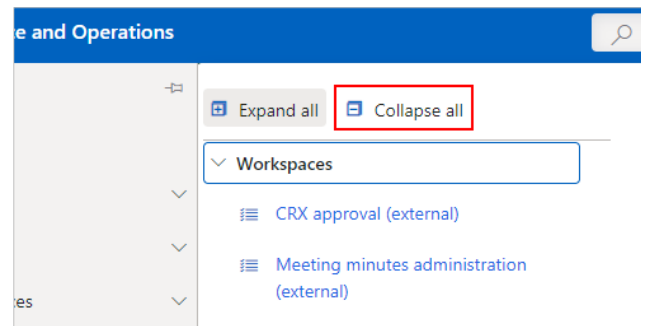 e and Operations
Expand all
Collapse all
Workspaces
CRX approval (external)
Meeting minutes administration
(external)
es